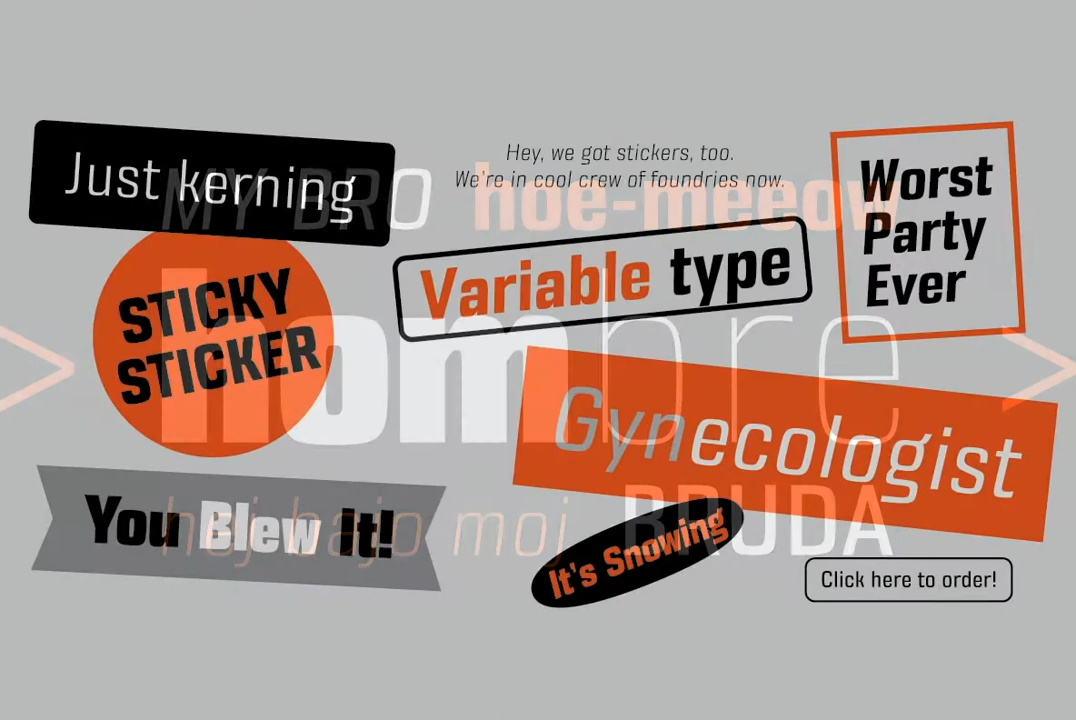 Just kerning
Hey, we got stickers, too.
We're in cool crew of foundries now.
Worst
Party
Ever
MY BRO hoe-meeow
Variable type
STICKY
STICKER
hombre
Gynecologist
You Blew It!
hej bajo moj BRUDA
It's Snowing
Click here to order!